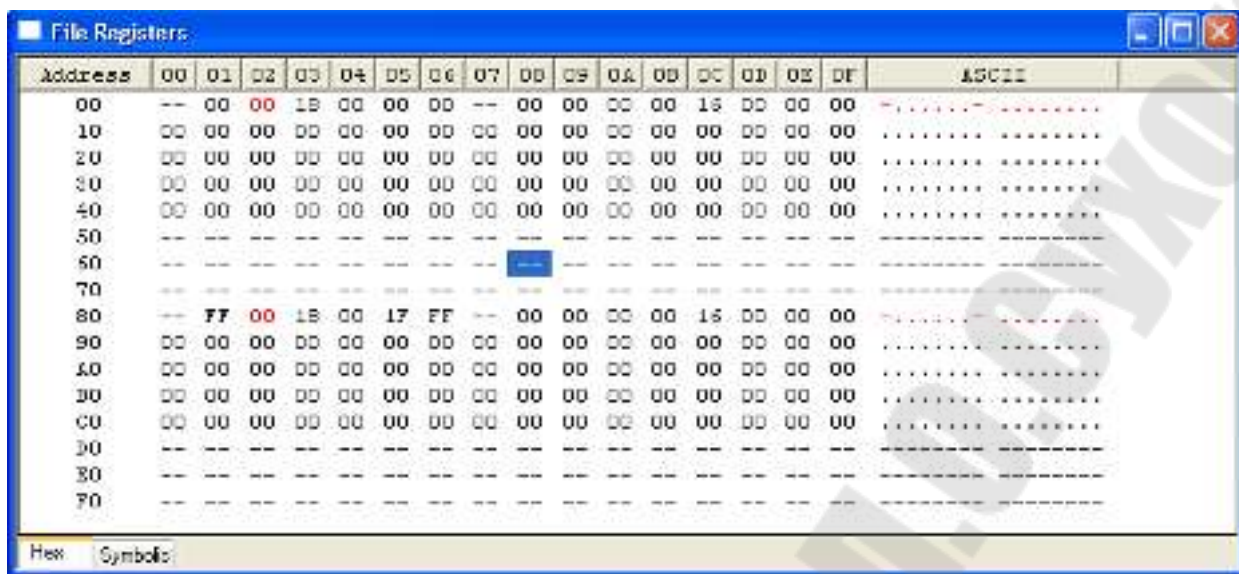 File Registers
Address 00 01 02 03 04 05 06 07 08 09 0A 0B 0C 0D 0E 0F ASCII
00 -- 00 00 1B 00 00 00 -- 00 00 00 00 16 00 00 00 -......- ........
10 00 00 00 00 00 00 00 00 00 00 00 00 00 00 00 00 ........ ........
20 00 00 00 00 00 00 00 00 00 00 00 00 00 00 00 00 ........ ........
30 00 00 00 00 00 00 00 00 00 00 00 00 00 00 00 00 ........ ........
40 00 00 00 00 00 00 00 00 00 00 00 00 00 00 00 00 ........ ........
50 -- -- -- -- -- -- -- -- -- -- -- -- -- -- -- -- -------- --------
60 -- -- -- -- -- -- -- -- -- -- -- -- -- -- -- -- -------- --------
70 -- -- -- -- -- -- -- -- -- -- -- -- -- -- -- -- -------- --------
80 -- FF 00 1B 00 1F FF -- 00 00 00 00 16 00 00 00 -......- ........
90 00 00 00 00 00 00 00 00 00 00 00 00 00 00 00 00 ........ ........
A0 00 00 00 00 00 00 00 00 00 00 00 00 00 00 00 00 ........ ........
B0 00 00 00 00 00 00 00 00 00 00 00 00 00 00 00 00 ........ ........
C0 00 00 00 00 00 00 00 00 00 00 00 00 00 00 00 00 ........ ........
D0 -- -- -- -- -- -- -- -- -- -- -- -- -- -- -- -- -------- --------
E0 -- -- -- -- -- -- -- -- -- -- -- -- -- -- -- -- -------- --------
F0 -- -- -- -- -- -- -- -- -- -- -- -- -- -- -- -- -------- --------
Hex Symbolic